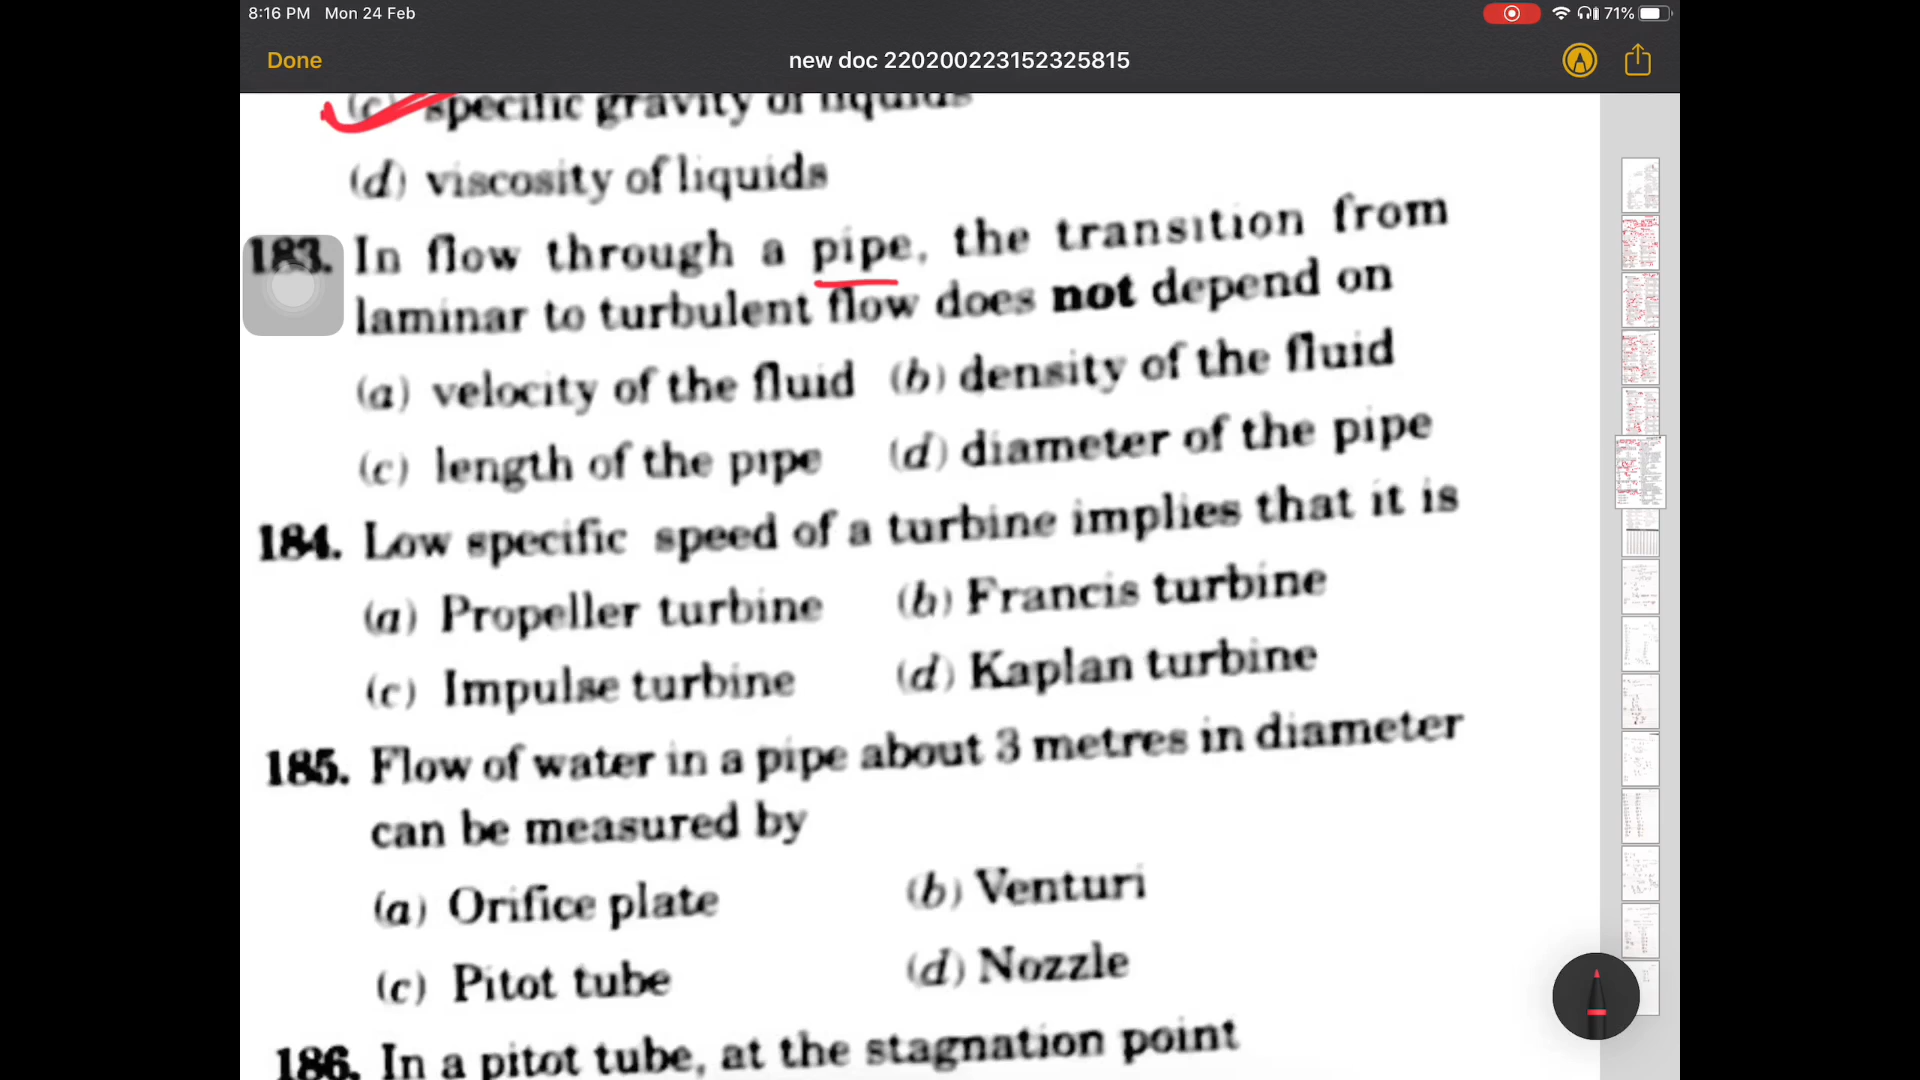 8:16 PM Mon 24 Feb
71%
Done
new doc 220200223152325815
(c) specific gravity of liquids
(d) viscosity of liquids
183. In flow through a pipe, the transition from
laminar to turbulent flow does not depend on
(a) velocity of the fluid (b) density of the fluid
(c) length of the pipe (d) diameter of the pipe
184. Low specific speed of a turbine implies that it is
(a) Propeller turbine (b) Francis turbine
(c) Impulse turbine (d) Kaplan turbine
185. Flow of water in a pipe about 3 metres in diameter
can be measured by
(a) Orifice plate (b) Venturi
(c) Pitot tube (d) Nozzle
186. In a pitot tube, at the stagnation point